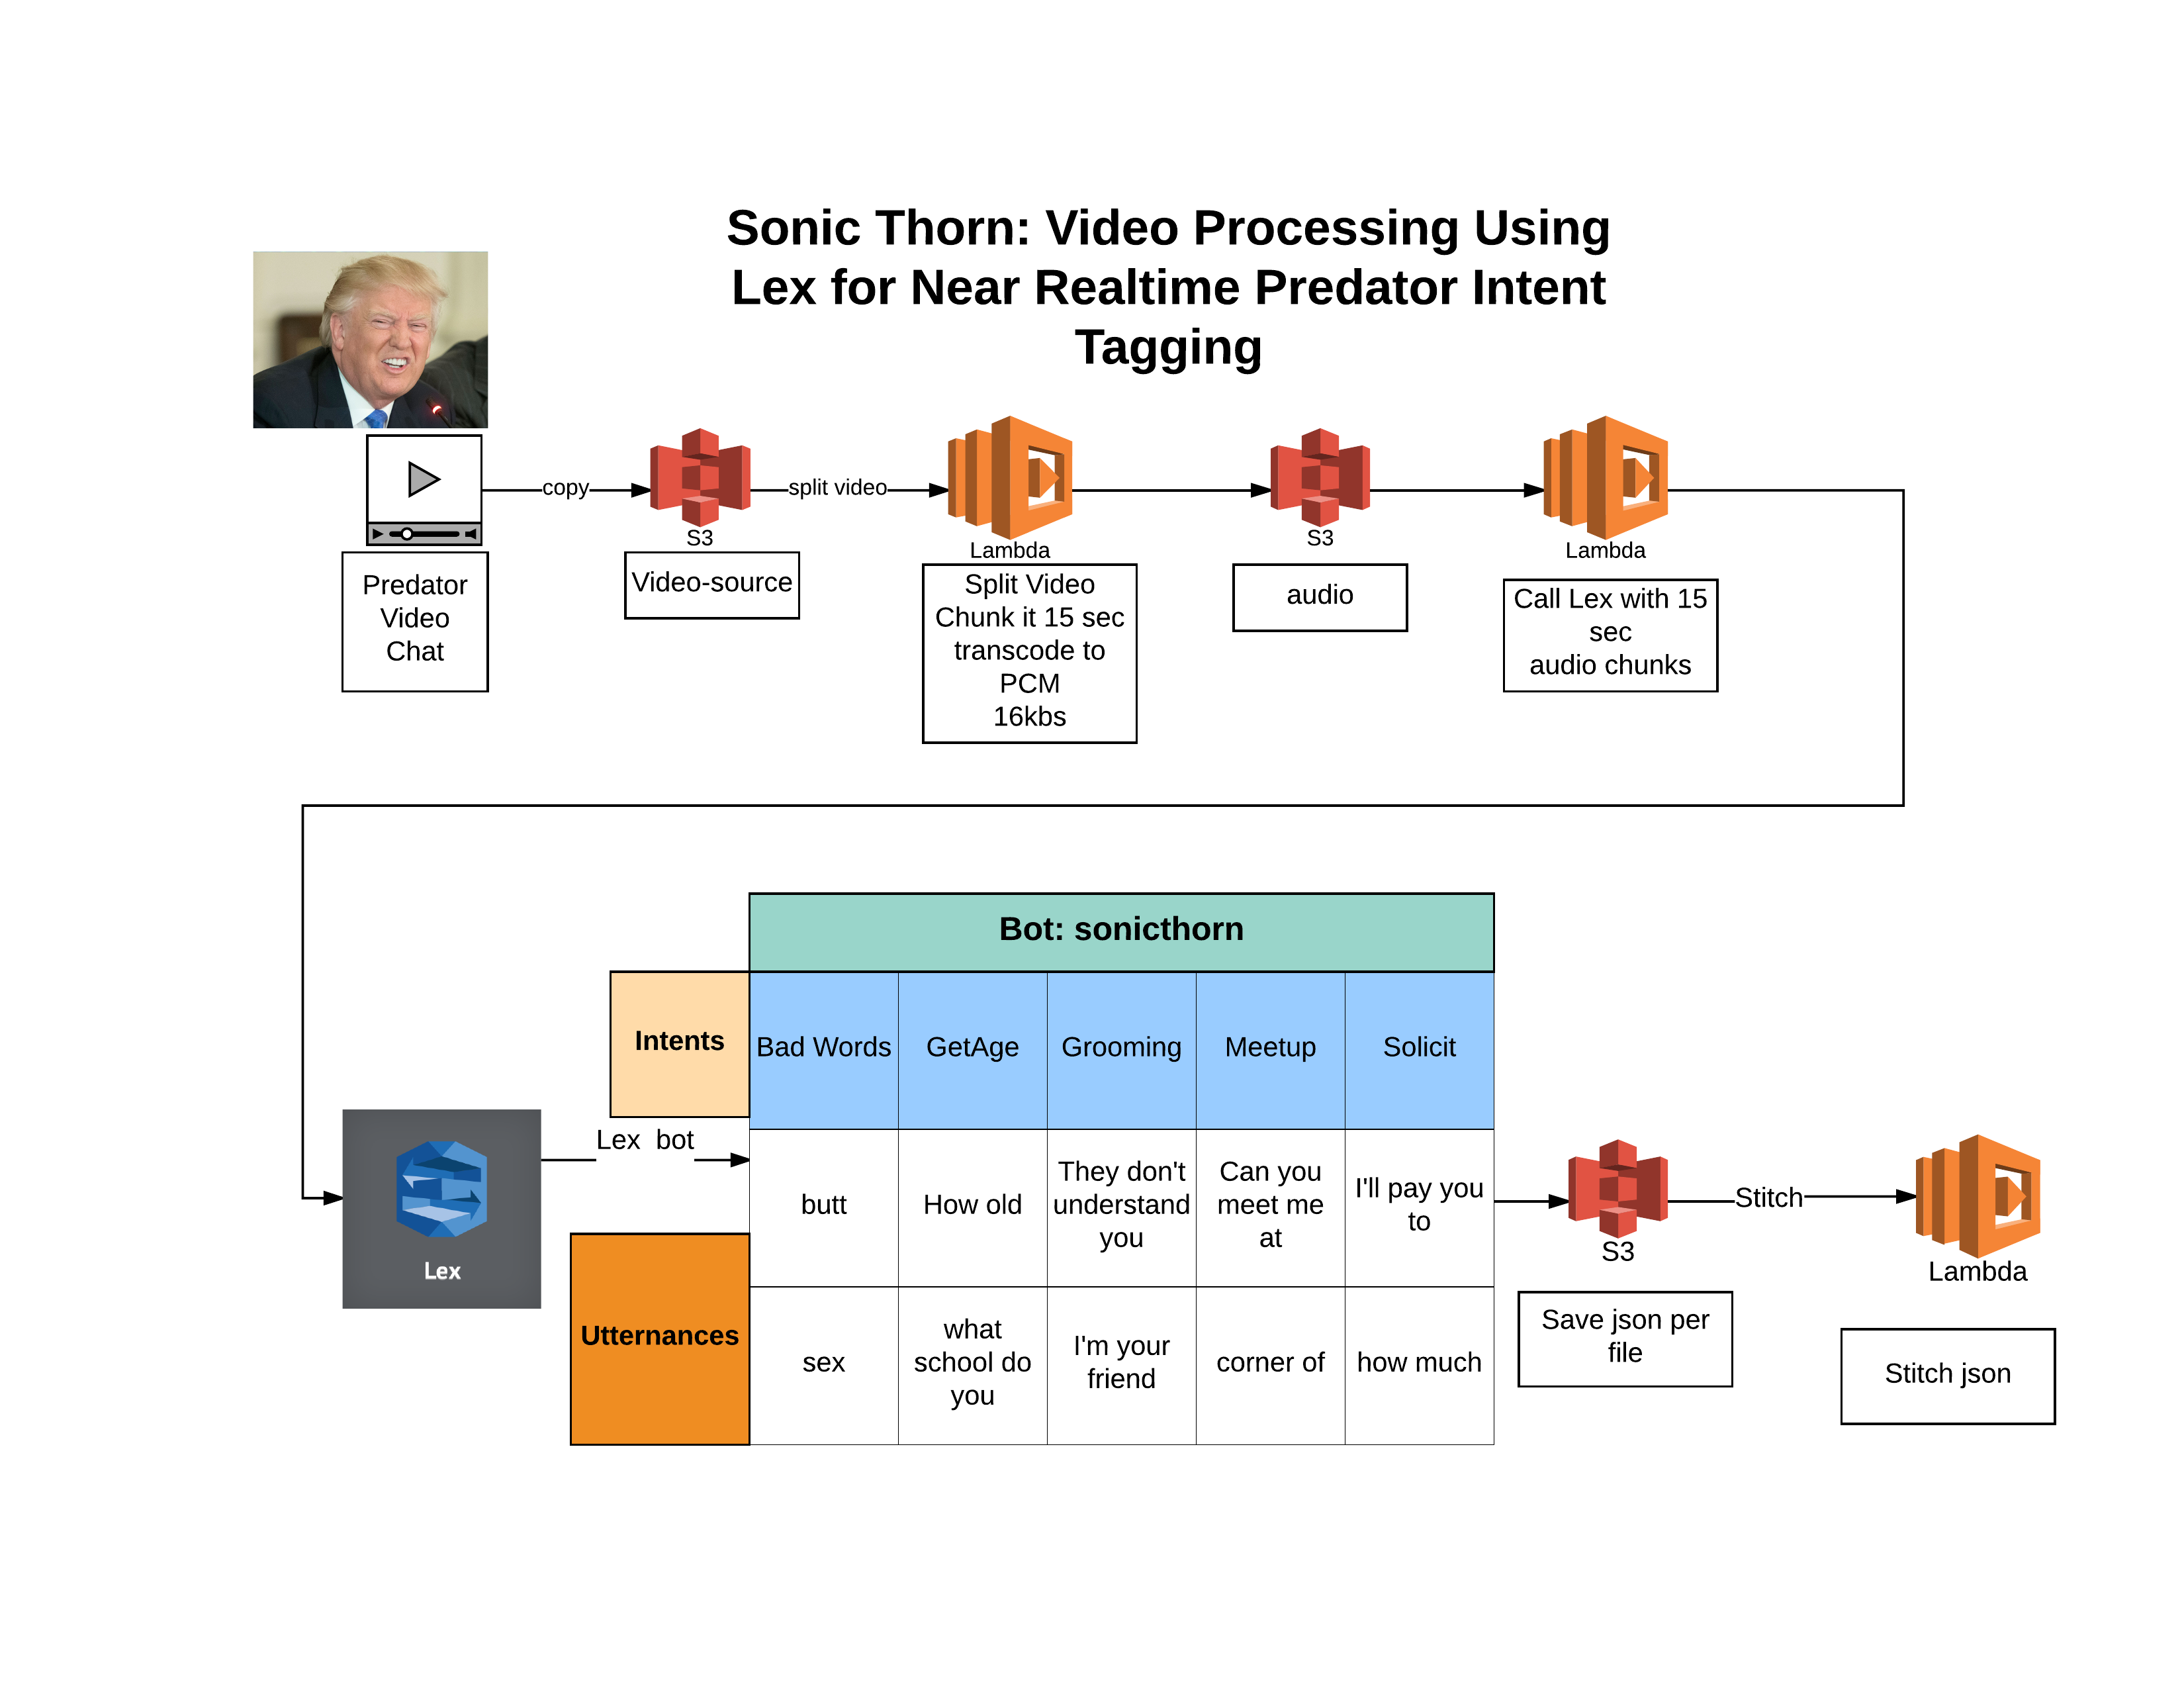 Sonic Thorn: Video Processing Using
Lex for Near Realtime Predator Intent
Tagging
copy
split video
S3
Lambda
S3
Lambda
Predator
Video
Chat
Video-source
Split Video
Chunk it 15 sec
transcode to
PCM
16kbs
audio
Call Lex with 15
sec
audio chunks
Bot: sonicthorn
Intents
Bad Words
GetAge
Grooming
Meetup
Solicit
Lex bot
Lex
Utternances
butt
How old
They don't
understand
you
Can you
meet me
at
I'll pay you
to
sex
what
school do
you
I'm your
friend
corner of
how much
S3
Stitch
Lambda
Save json per
file
Stitch json